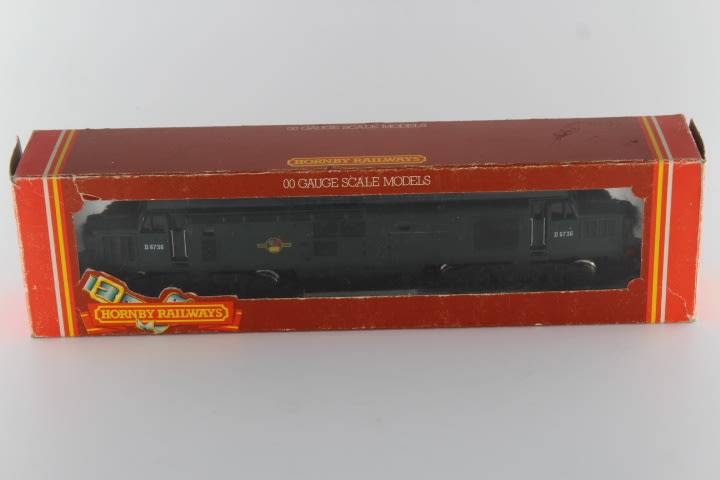 00 GAUGE SCALE MODELS
HORNBY RAILWAYS
00 GAUGE SCALE MODELS
D 6736
D 6736
HORNBY RAILWAYS